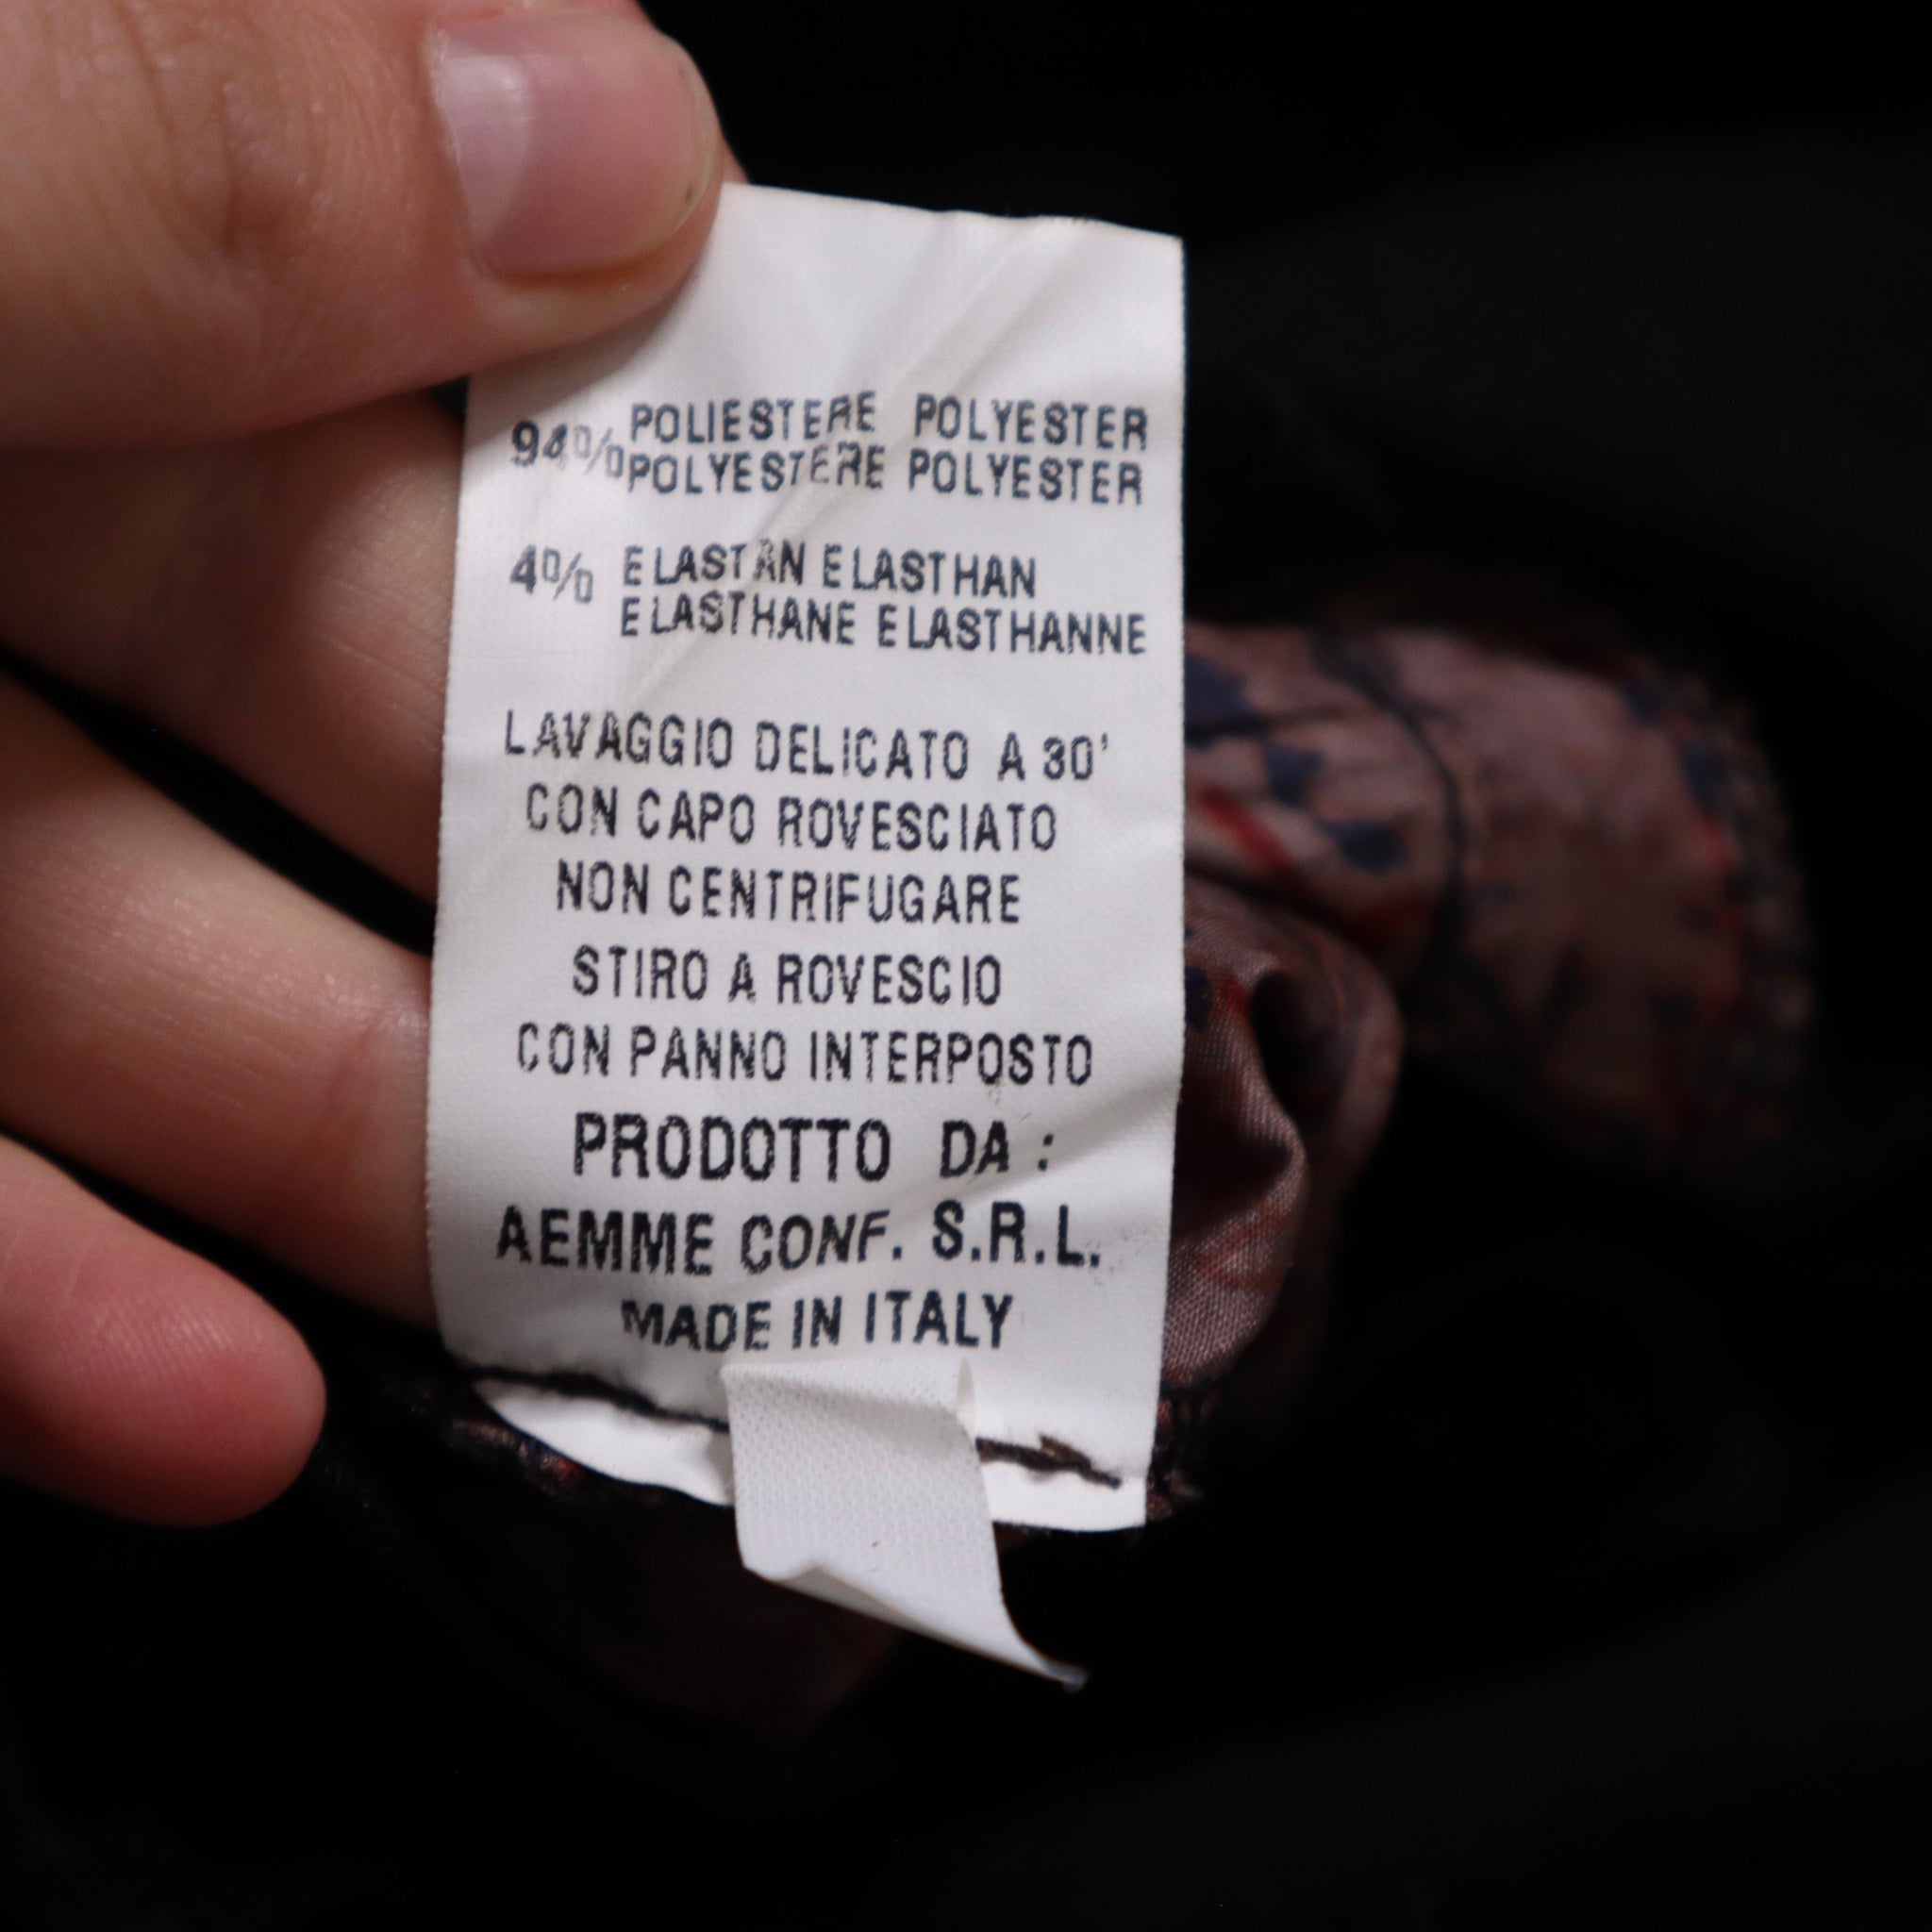 94% POLIESTERE POLYESTER
POLYESTERE POLYESTER
4% ELASTAN ELASTHAN
ELASTHANE ELASTHANNE
LAVAGGIO DELICATO A 30'
CON CAPO ROVESCIATO
NON CENTRIFUGARE
STIRO A ROVESCIO
CON PANNO INTERPOSTO
PRODOTTO DA :
AEMME CONF. S.R.L.
MADE IN ITALY